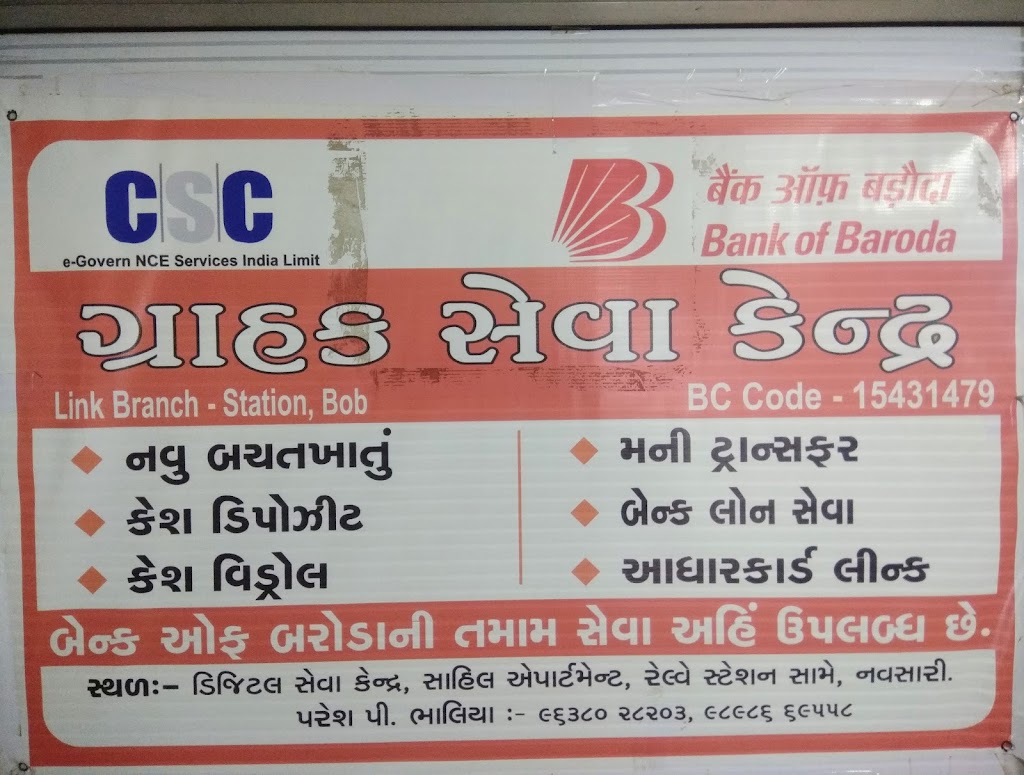 CSC
e-Govern NCE Services India Limit
बैंक ऑफ़ बड़ौदा
Bank of Baroda
ગ્રાહક સેવા કેન્દ્ર
Link Branch - Station, Bob
BC Code - 15431479
નવુ બચતખાતું
કેશ ડિપોઝીટ
કેશ વિડ્રોલ
મની ટ્રાન્સફર
બેન્ક લોન સેવા
આધારકાર્ડ લીન્ક
બેન્ક ઓફ બરોડાની તમામ સેવા અહિં ઉપલબ્ધ છે.
સ્થળઃ– ડિજિટલ સેવા કેન્દ્ર, સાહિલ એપાર્ટમેન્ટ, રેલ્વે સ્ટેશન સામે, નવસારી.
પરેશ પી. ભાલિયા :- ૯૬૩૮૦ ૨૮૨૦૩, ૯૮૯૮૬ ૬૯૫૫૮